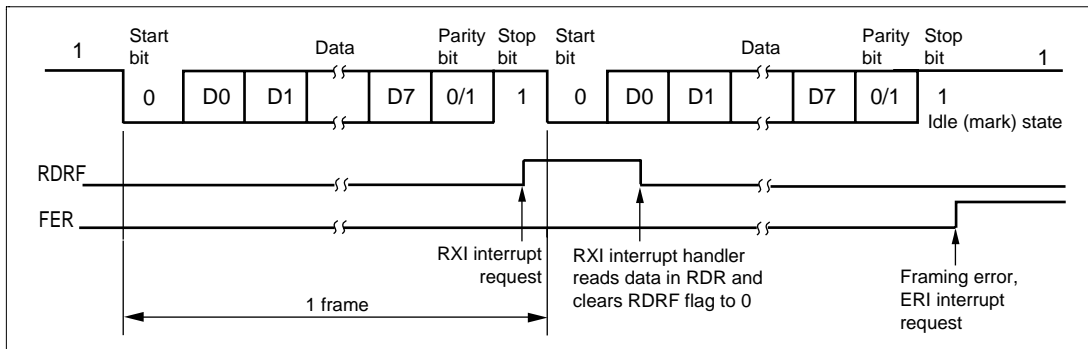 1
Start bit
Data
Parity bit
Stop bit
Start bit
Data
Parity bit
Stop bit
1
0
D0
D1
D7
0/1
1
0
D0
D1
D7
0/1
1
Idle (mark) state
RDRF
FER
RXI interrupt
request
RXI interrupt handler
reads data in RDR and
clears RDRF flag to 0
Framing error,
ERI interrupt
request
1 frame